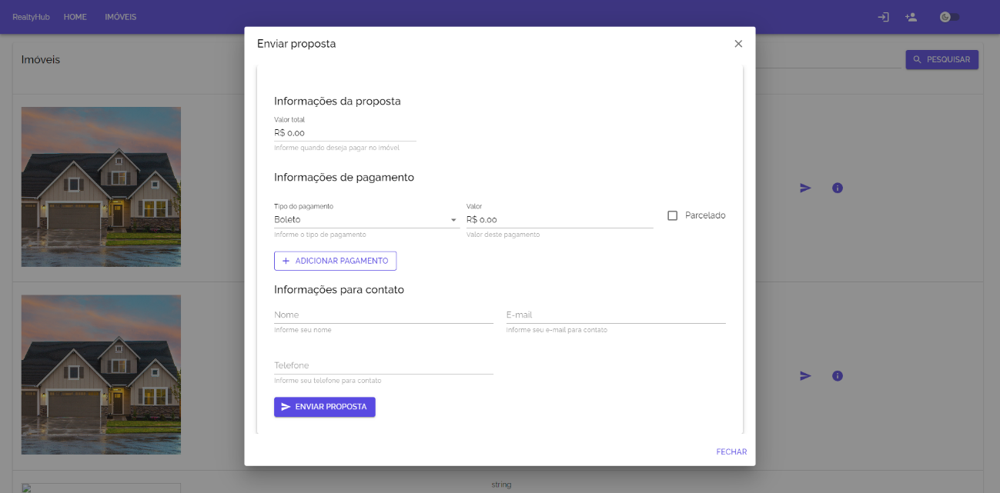 RealtyHub HOME IMÓVEIS
Enviar proposta
Imóveis
PESQUISAR
Informações da proposta
Valor total
R$ 0,00
Informe quando deseja pagar no imóvel
Informações de pagamento
Tipo do pagamento Valor
Boleto R$ 0,00 Parcelado
Informe o tipo de pagamento Valor deste pagamento
ADICIONAR PAGAMENTO
Informações para contato
Nome E-mail
Informe seu nome Informe seu e-mail para contato
Telefone
Informe seu telefone para contato
ENVIAR PROPOSTA
FECHAR
string